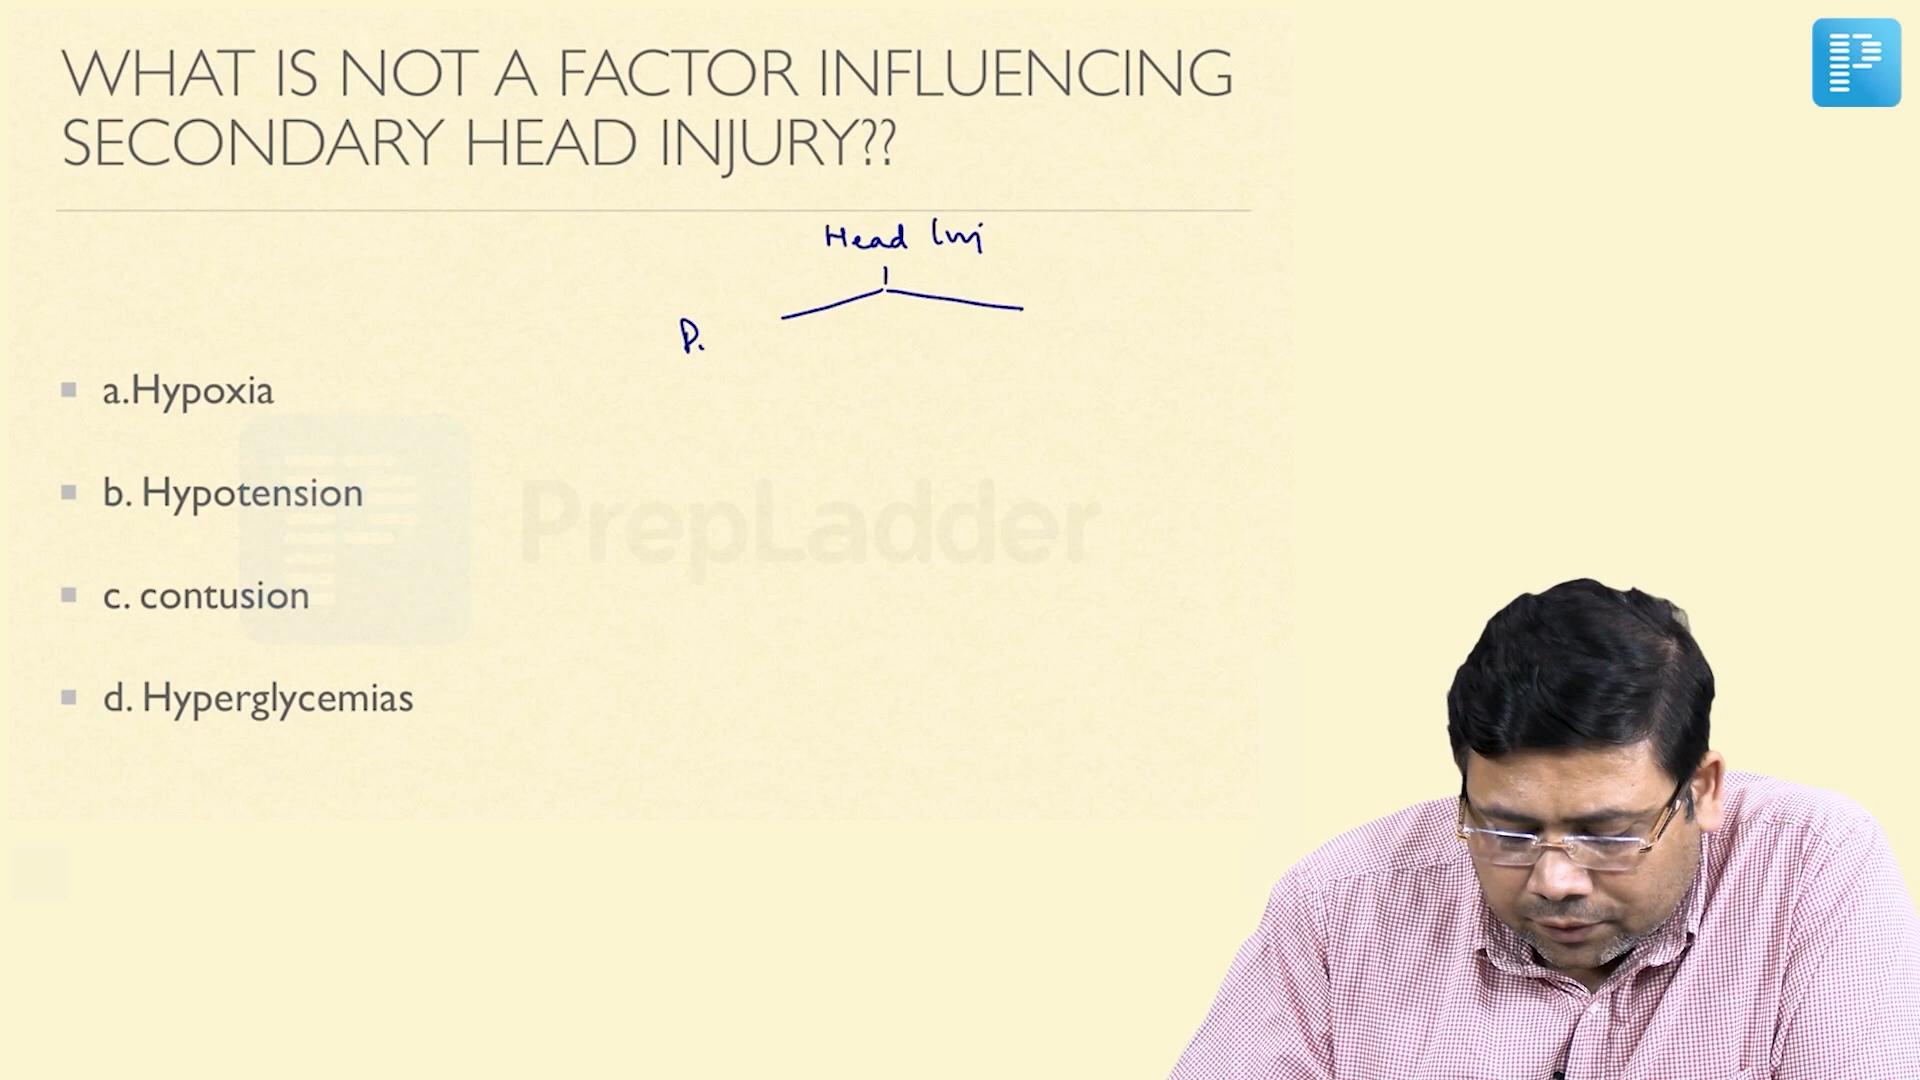 WHAT IS NOT A FACTOR INFLUENCING
SECONDARY HEAD INJURY??
Head Inj
P.
a.Hypoxia
b. Hypotension
c. contusion
d. Hyperglycemias
PrepLadder